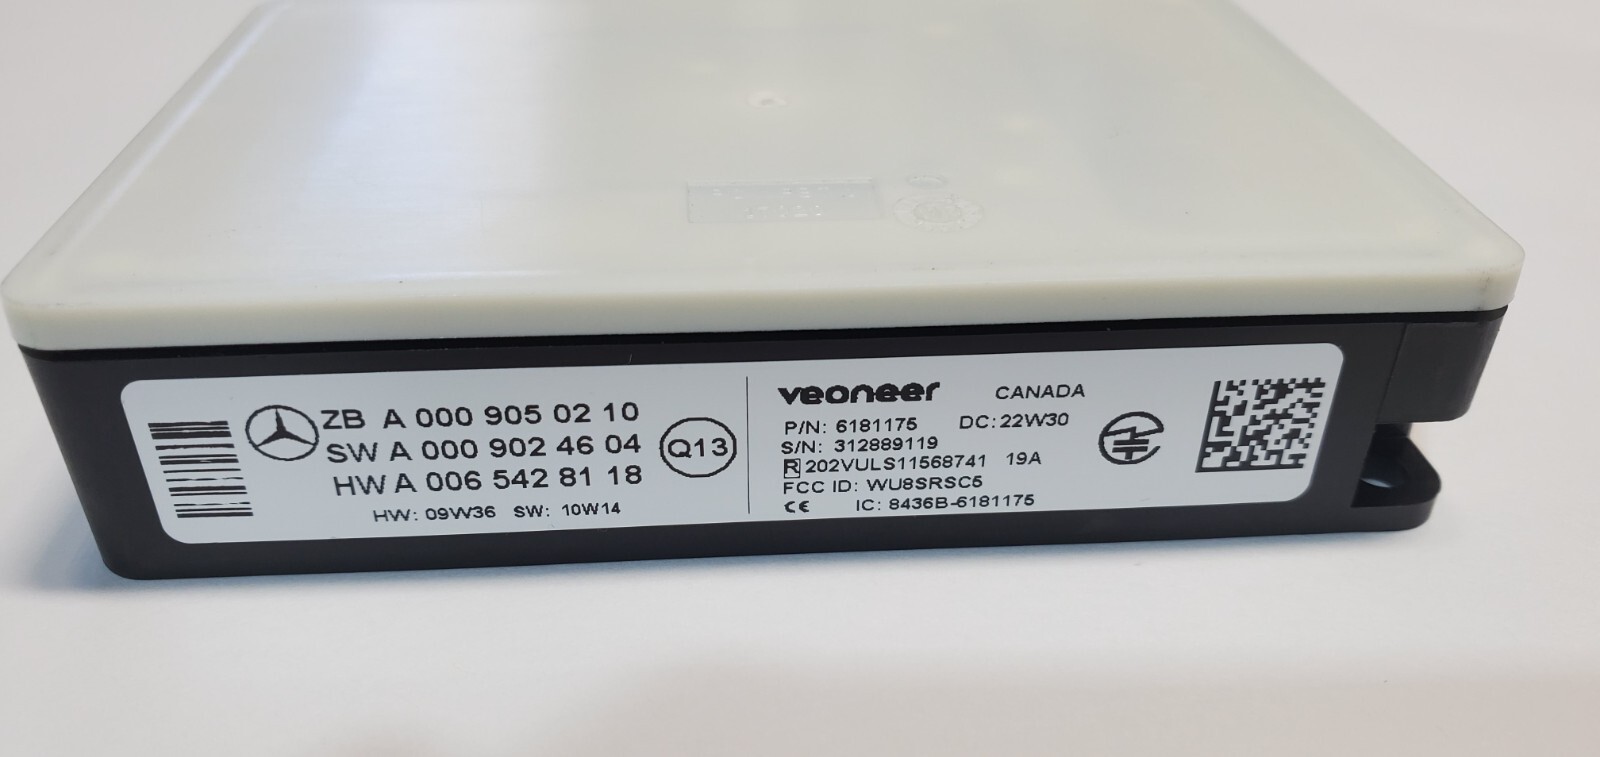 ZB A 000 905 02 10
SW A 000 902 46 04
HW A 006 542 81 18
HW: 09W36 SW: 10W14
Q13
veoneer CANADA
P/N: 6181175 DC: 22W30
S/N: 312889119
R 202VULS11568741 19A
FCC ID: WU8SRSC5
CE IC: 8436B-6181175